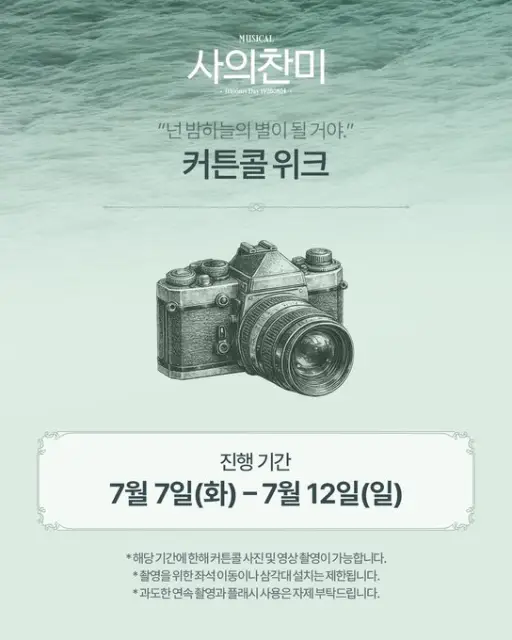 MUSICAL
사의찬미
"넌 밤하늘의 별이 될 거야."
커튼콜 위크
진행 기간
7월 7일(화) – 7월 12일(일)
* 해당 기간에 한해 커튼콜 사진 및 영상 촬영이 가능합니다.
* 촬영을 위한 좌석 이동이나 삼각대 설치는 제한됩니다.
* 과도한 연속 촬영과 플래시 사용은 자제 부탁드립니다.